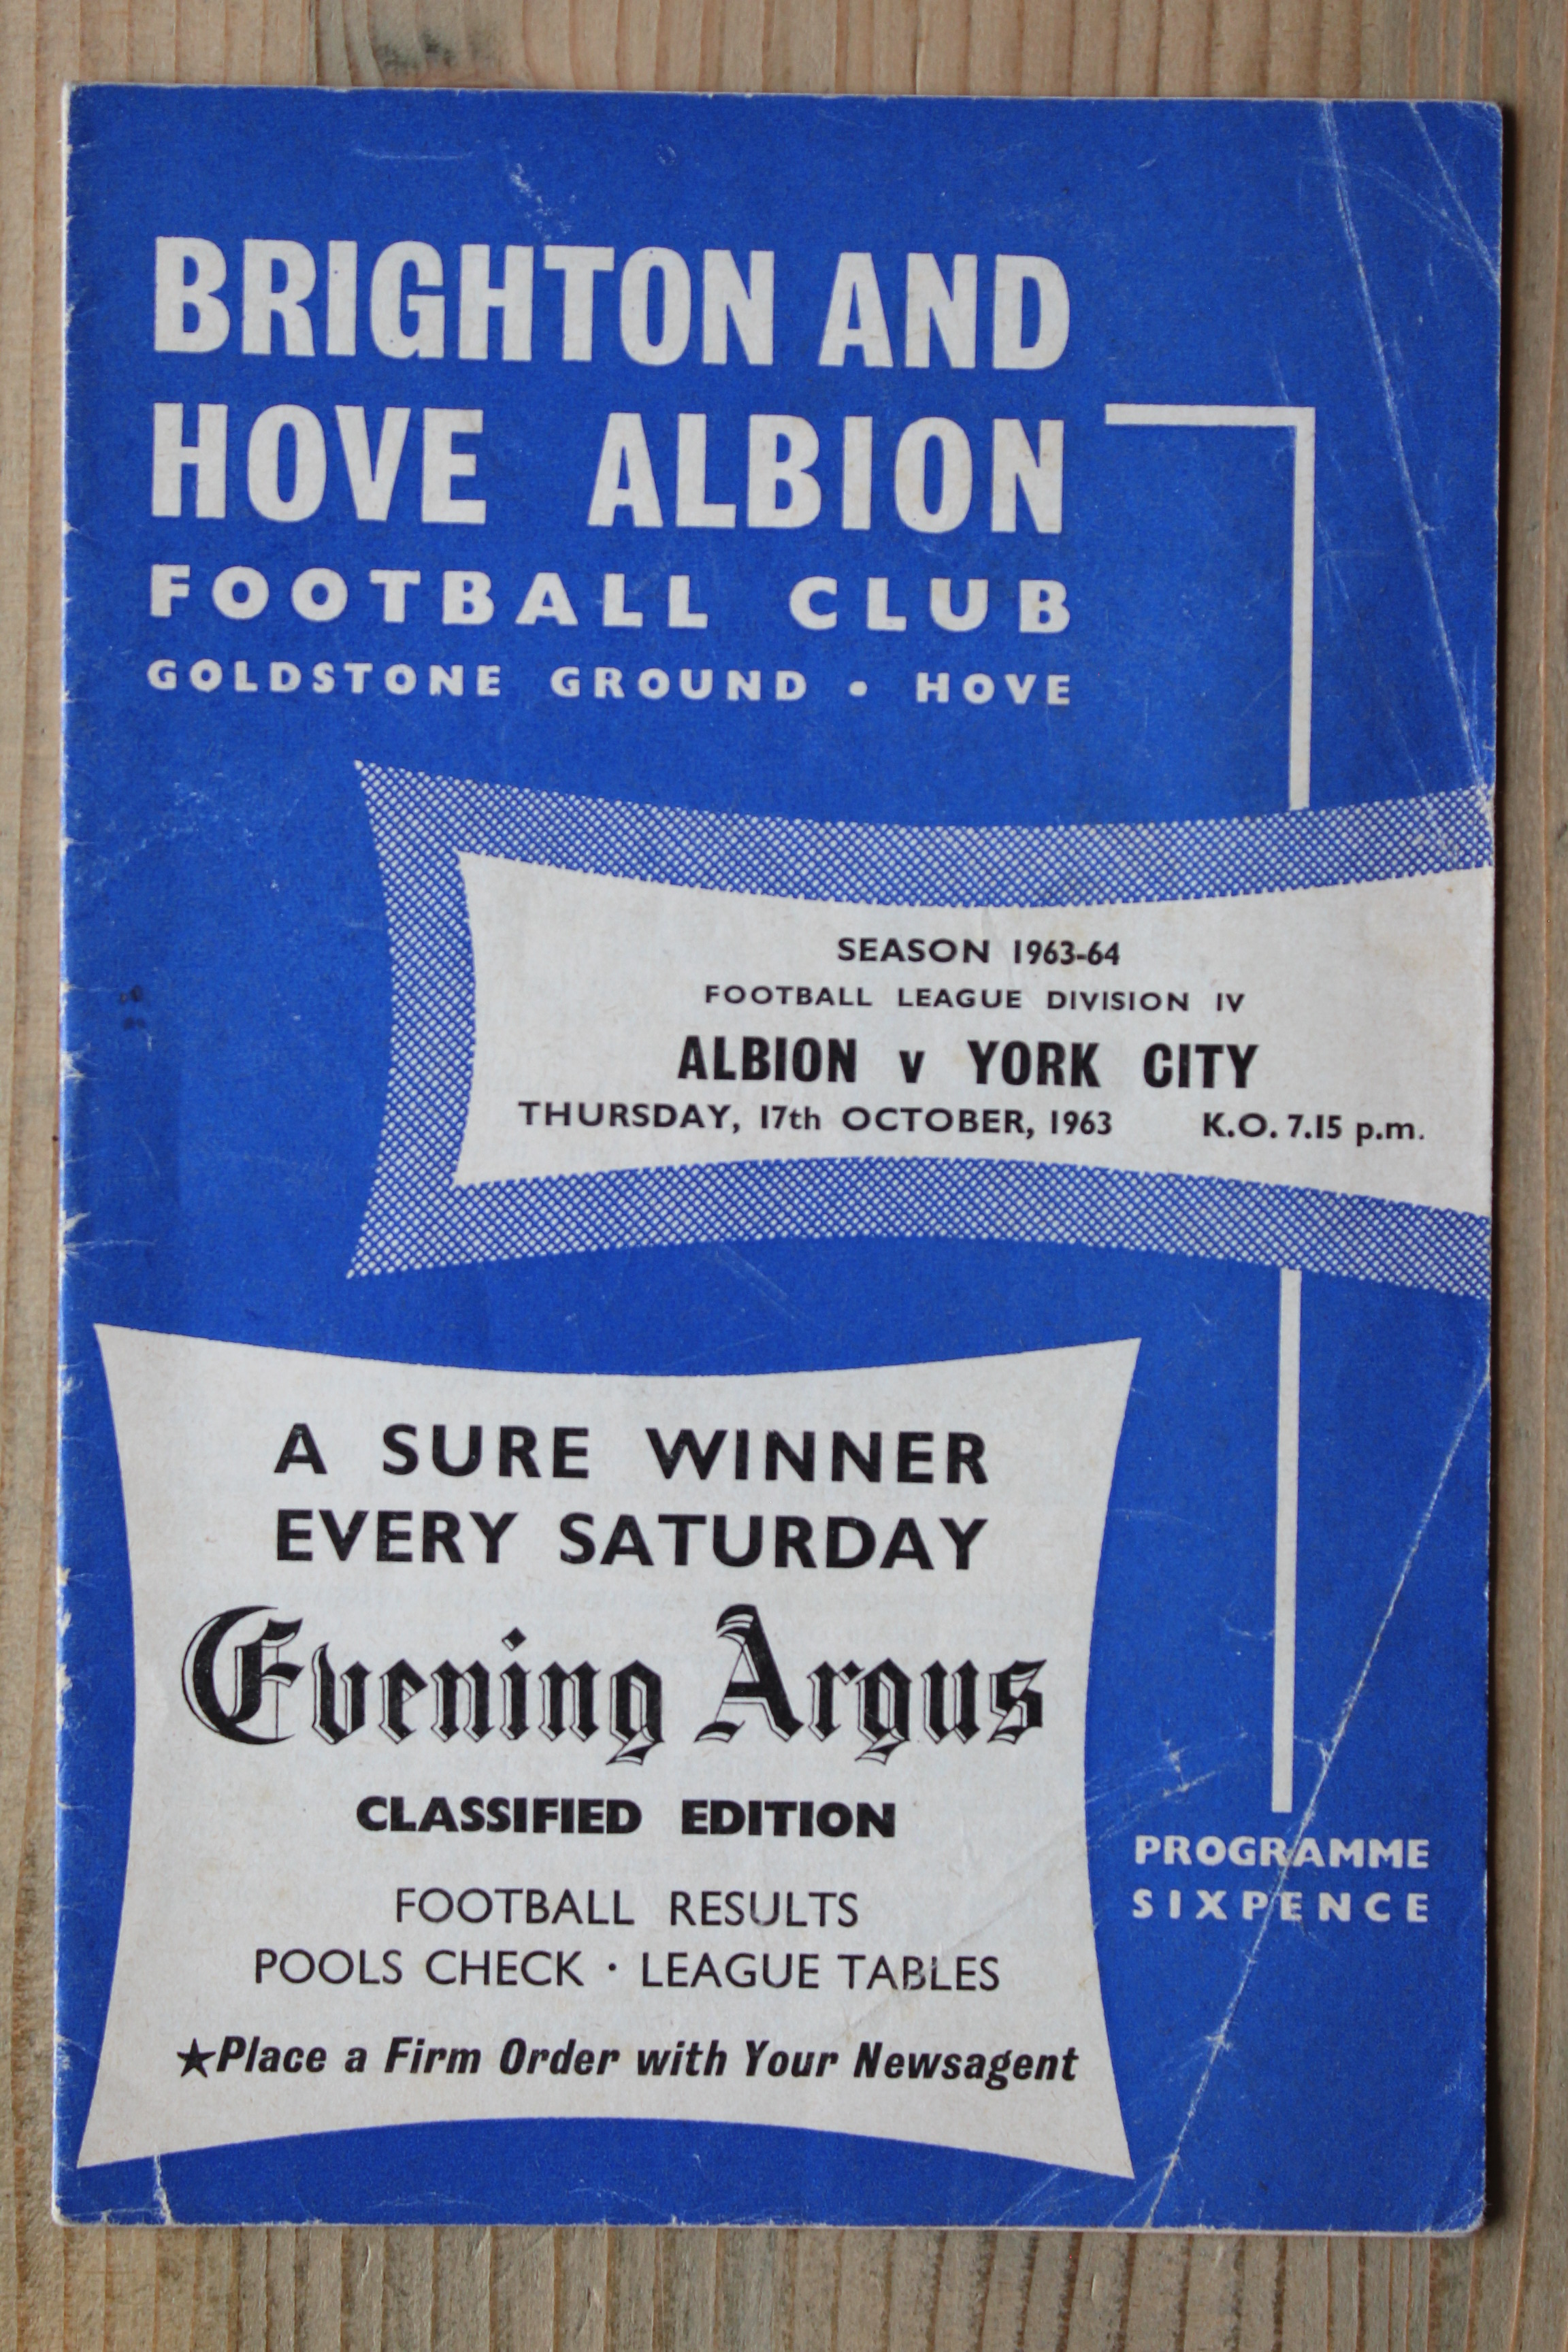 BRIGHTON AND
HOVE ALBION
FOOTBALL CLUB
GOLDSTONE GROUND • HOVE
SEASON 1963-64
FOOTBALL LEAGUE DIVISION IV
ALBION v YORK CITY
THURSDAY, 17th OCTOBER, 1963 K.O. 7.15 p.m.
A SURE WINNER
EVERY SATURDAY
Evening Argus
CLASSIFIED EDITION
FOOTBALL RESULTS
POOLS CHECK · LEAGUE TABLES
★Place a Firm Order with Your Newsagent
PROGRAMME
SIXPENCE